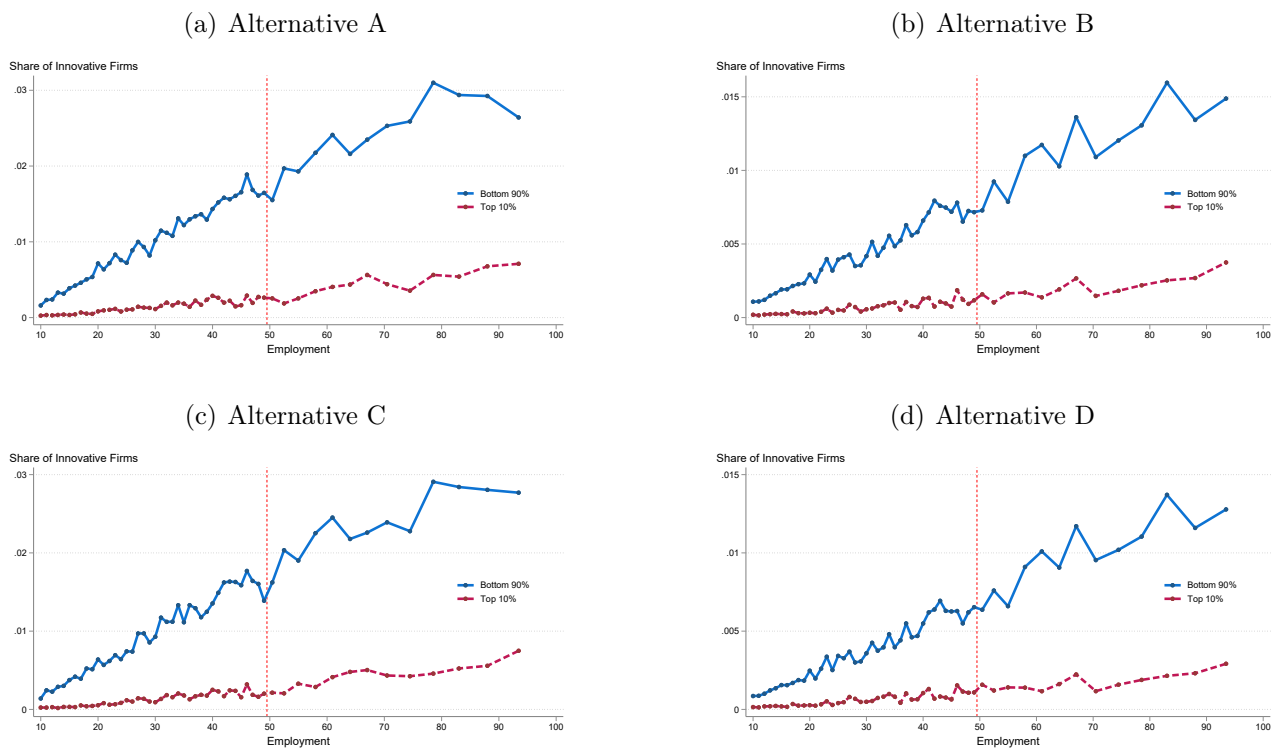 (a) Alternative A
Share of Innovative Firms
.03
.02
.01
0
10 20 30 40 50 60 70 80 90 100
Employment
Bottom 90%
Top 10%
(b) Alternative B
Share of Innovative Firms
.015
.01
.005
0
10 20 30 40 50 60 70 80 90 100
Employment
Bottom 90%
Top 10%
(c) Alternative C
Share of Innovative Firms
.03
.02
.01
0
10 20 30 40 50 60 70 80 90 100
Employment
Bottom 90%
Top 10%
(d) Alternative D
Share of Innovative Firms
.015
.01
.005
0
10 20 30 40 50 60 70 80 90 100
Employment
Bottom 90%
Top 10%